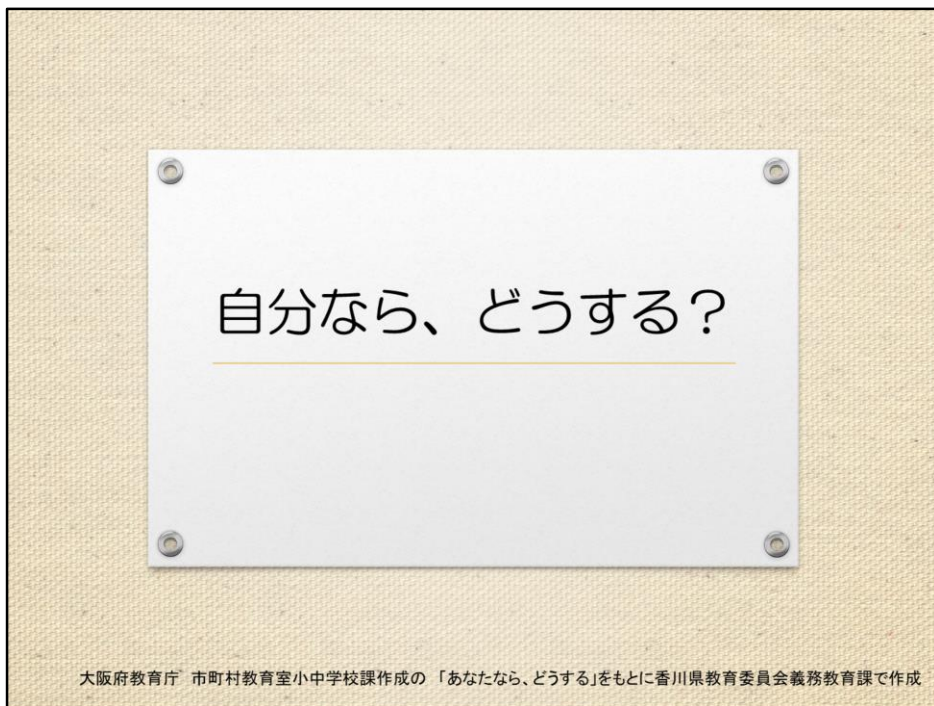 自分なら、どうする？
大阪府教育庁 市町村教育室小中学校課作成の 「あなたなら、どうする」をもとに香川県教育委員会義務教育課で作成